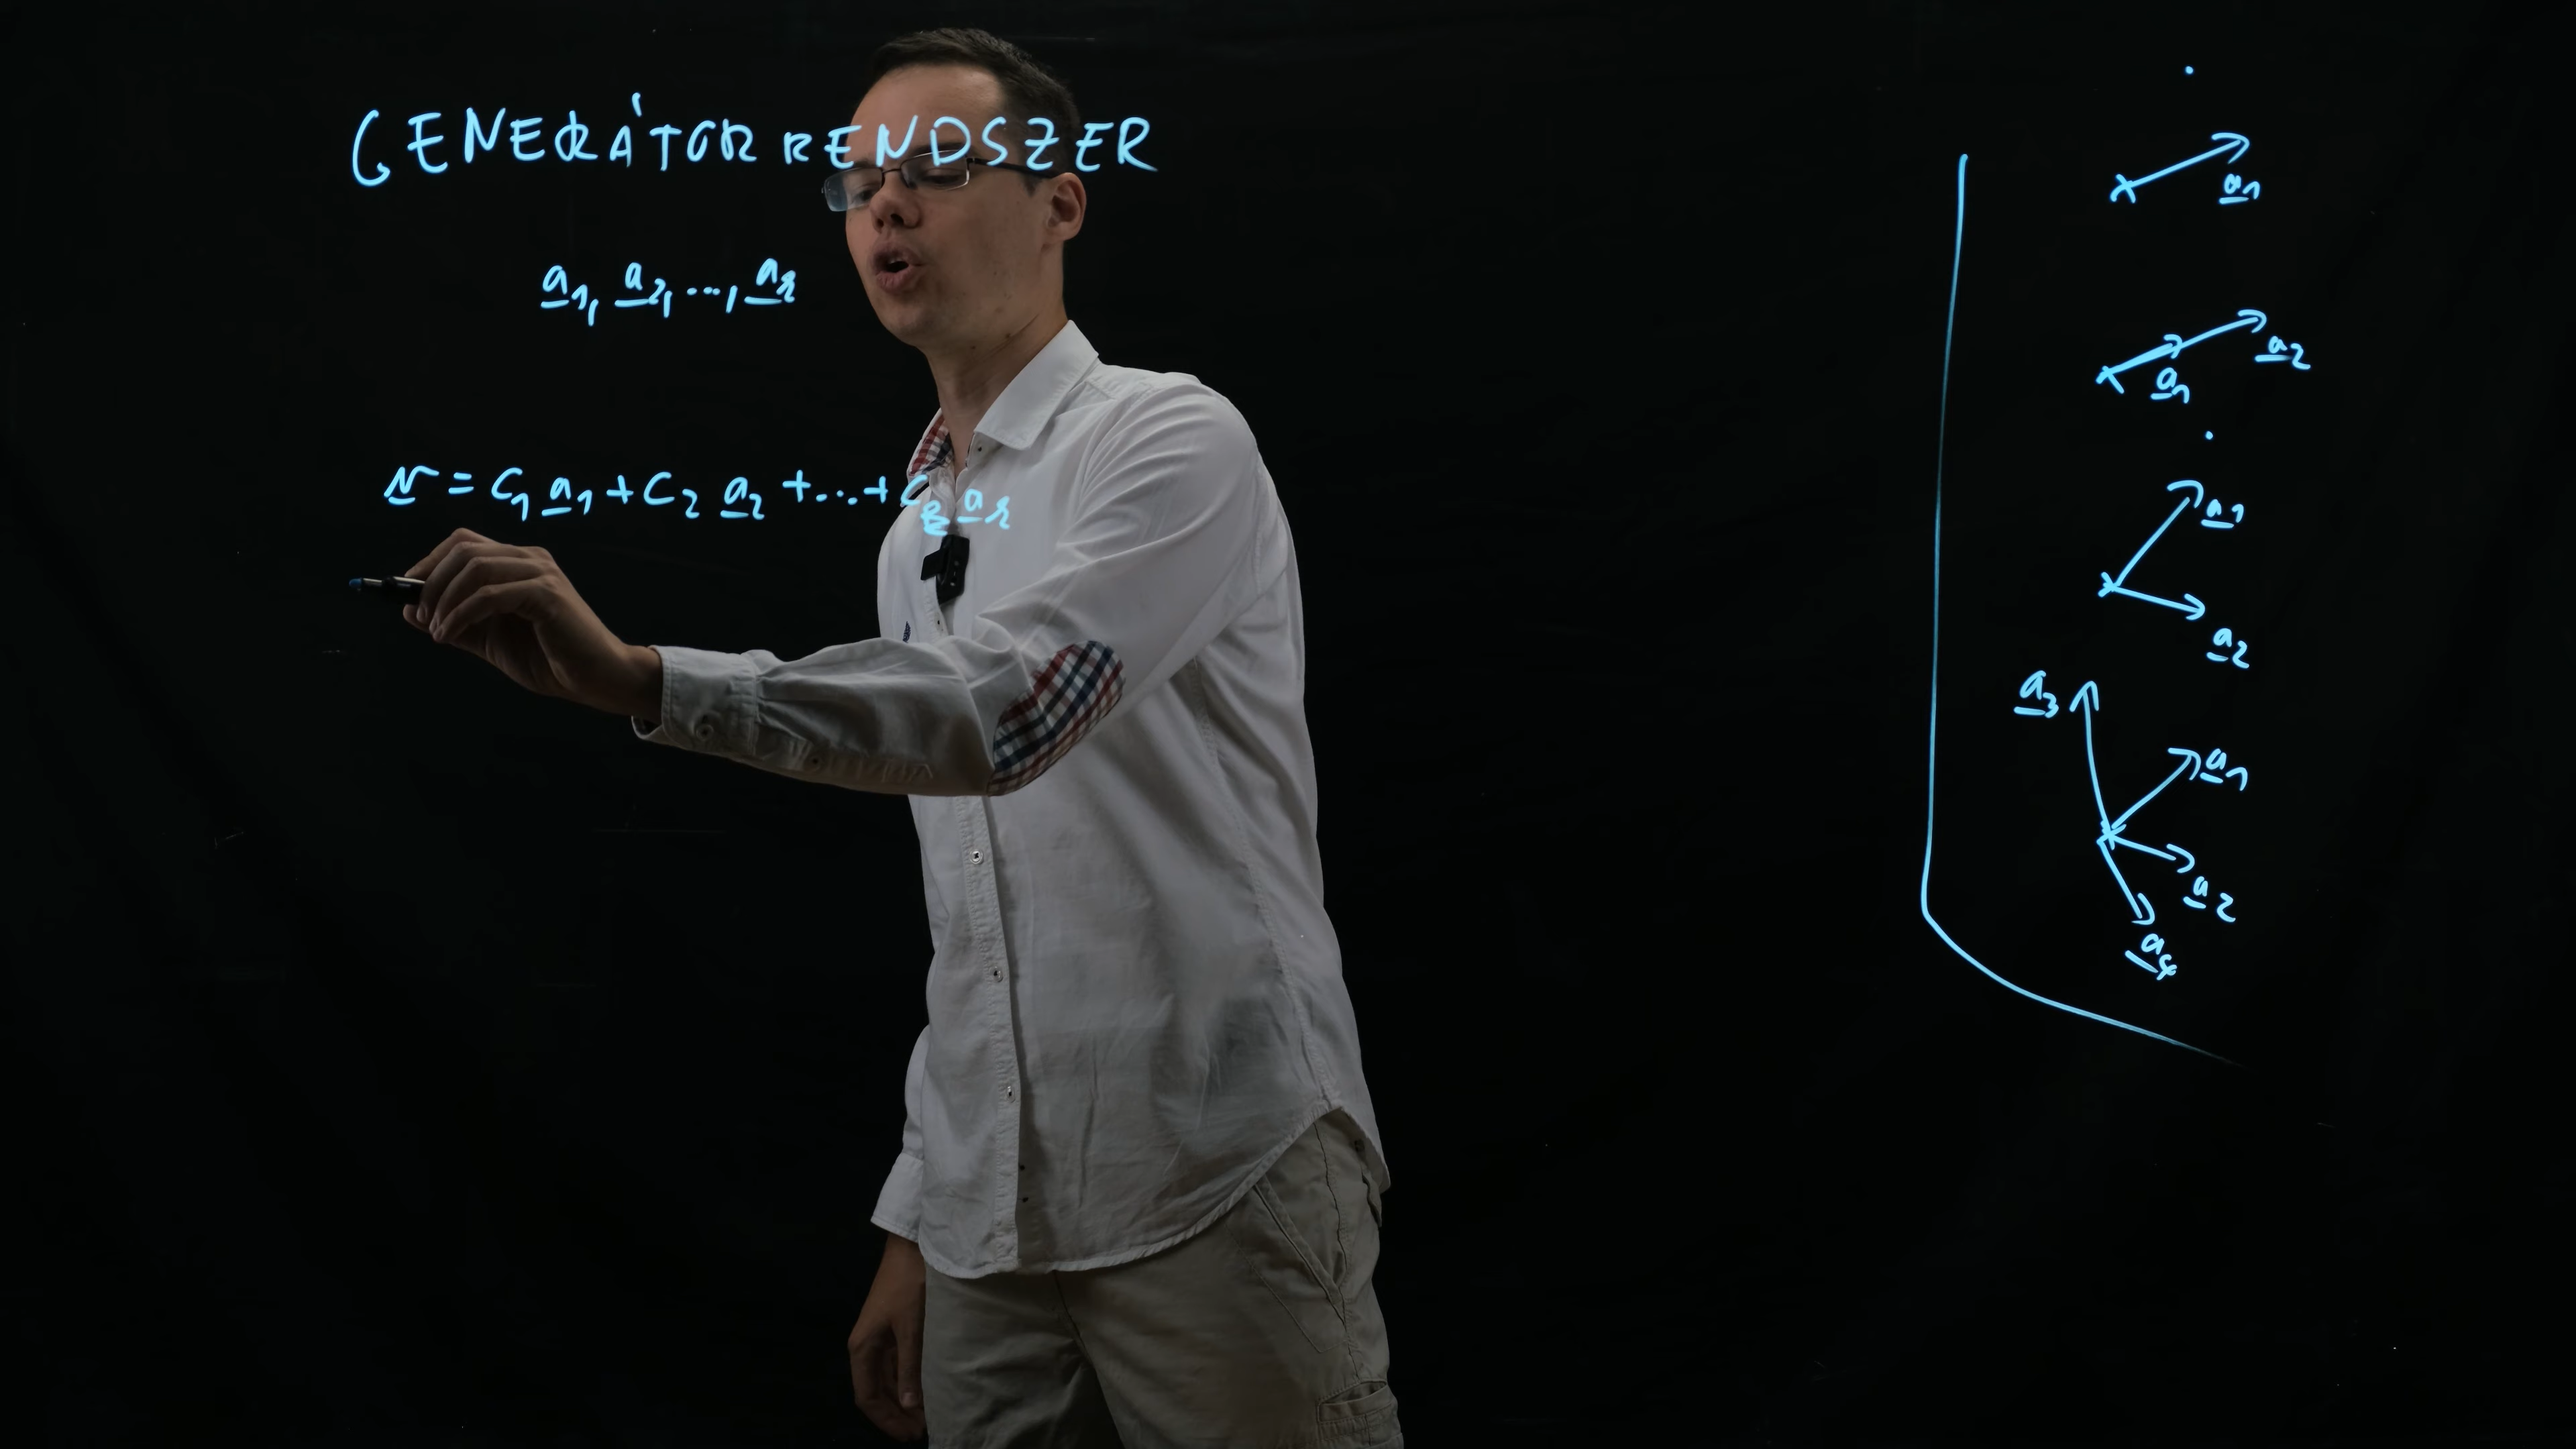 GENERÁTORRENDSZER
a1, a2, ..., ak
v = c1 a1 + c2 a2 + ... + ck ak
a1
a2
a1
a1
a2
a3
a1
a2
a4